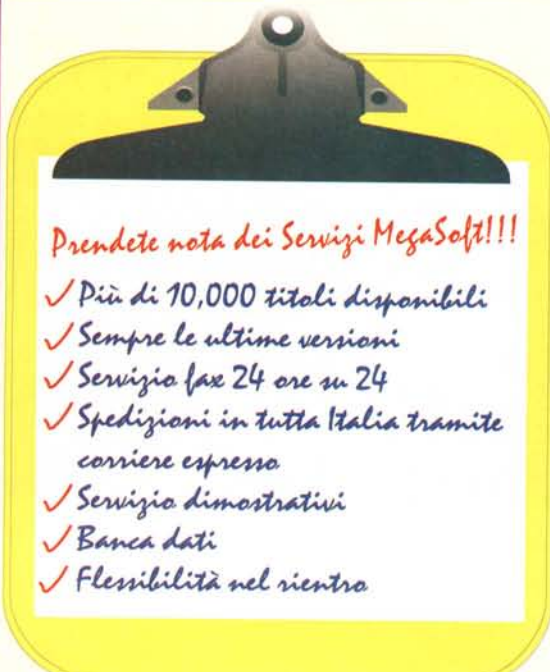 Prendete nota dei Servizi MegaSoft!!!
✓ Più di 10,000 titoli disponibili
✓ Sempre le ultime versioni
✓ Servizio fax 24 ore su 24
✓ Spedizioni in tutta Italia tramite
corriere espresso
✓ Servizio dimostrativi
✓ Banca dati
✓ Flessibilità nel rientro